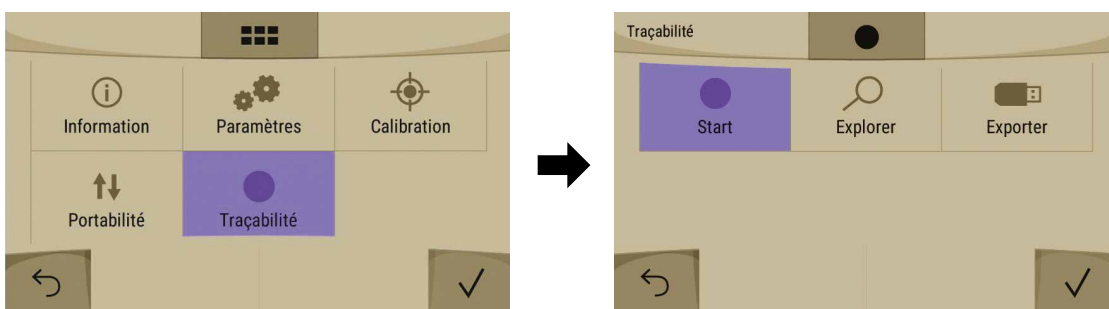 Information
Paramètres
Calibration
Portabilité
Traçabilité
Traçabilité
Start
Explorer
Exporter